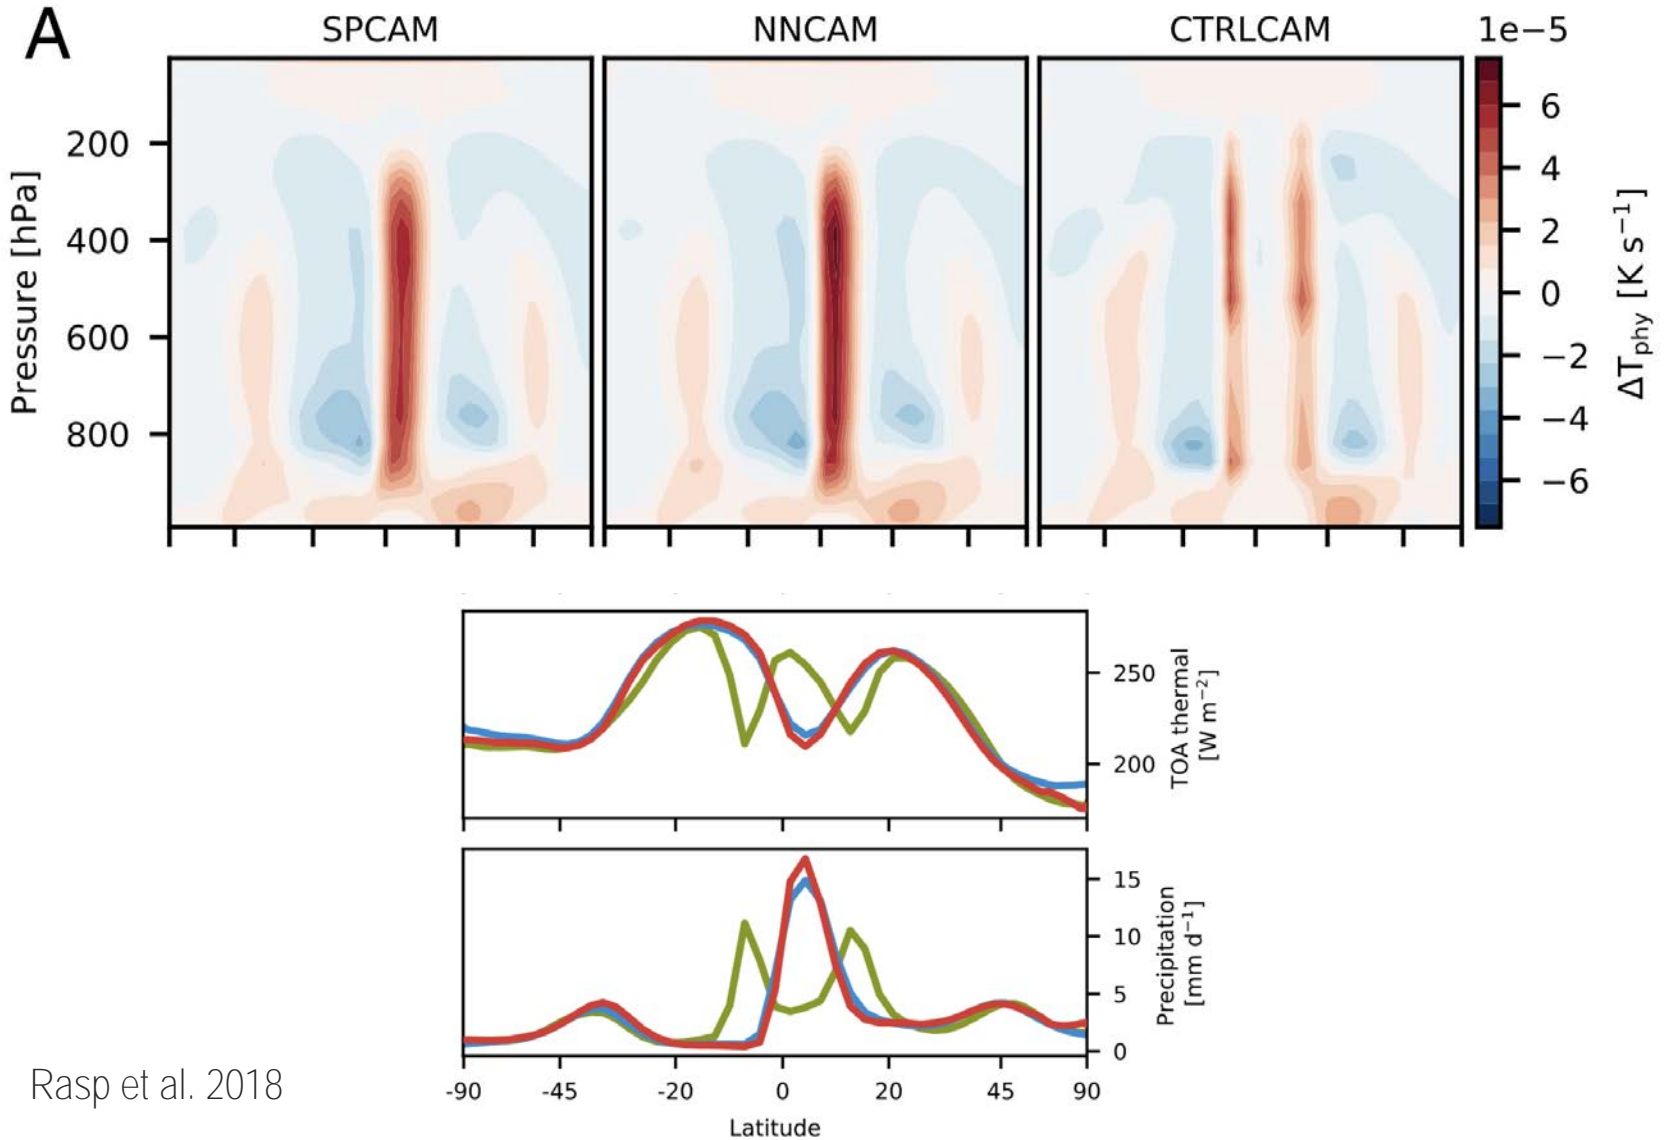 A
SPCAM
NNCAM
CTRLCAM
1e−5
Pressure [hPa]
200
400
600
800
6
4
2
0
−2
−4
−6
ΔTphy [K s−1]
250
200
TOA thermal
[W m−2]
15
10
5
0
Precipitation
[mm d−1]
-90 -45 -20 0 20 45 90
Latitude
Rasp et al. 2018